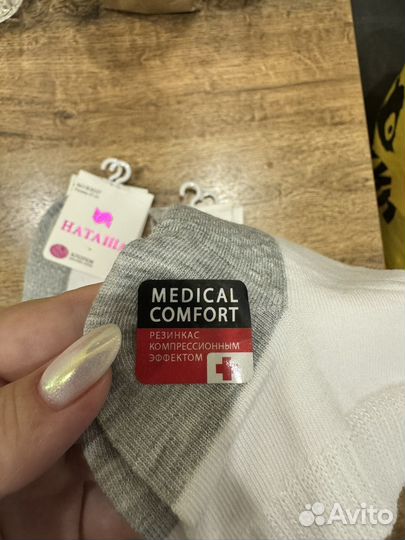 НАТАША
MEDICAL
COMFORT
РЕЗИНКАС
КОМПРЕССИОННЫМ
ЭФФЕКТОМ
Avito